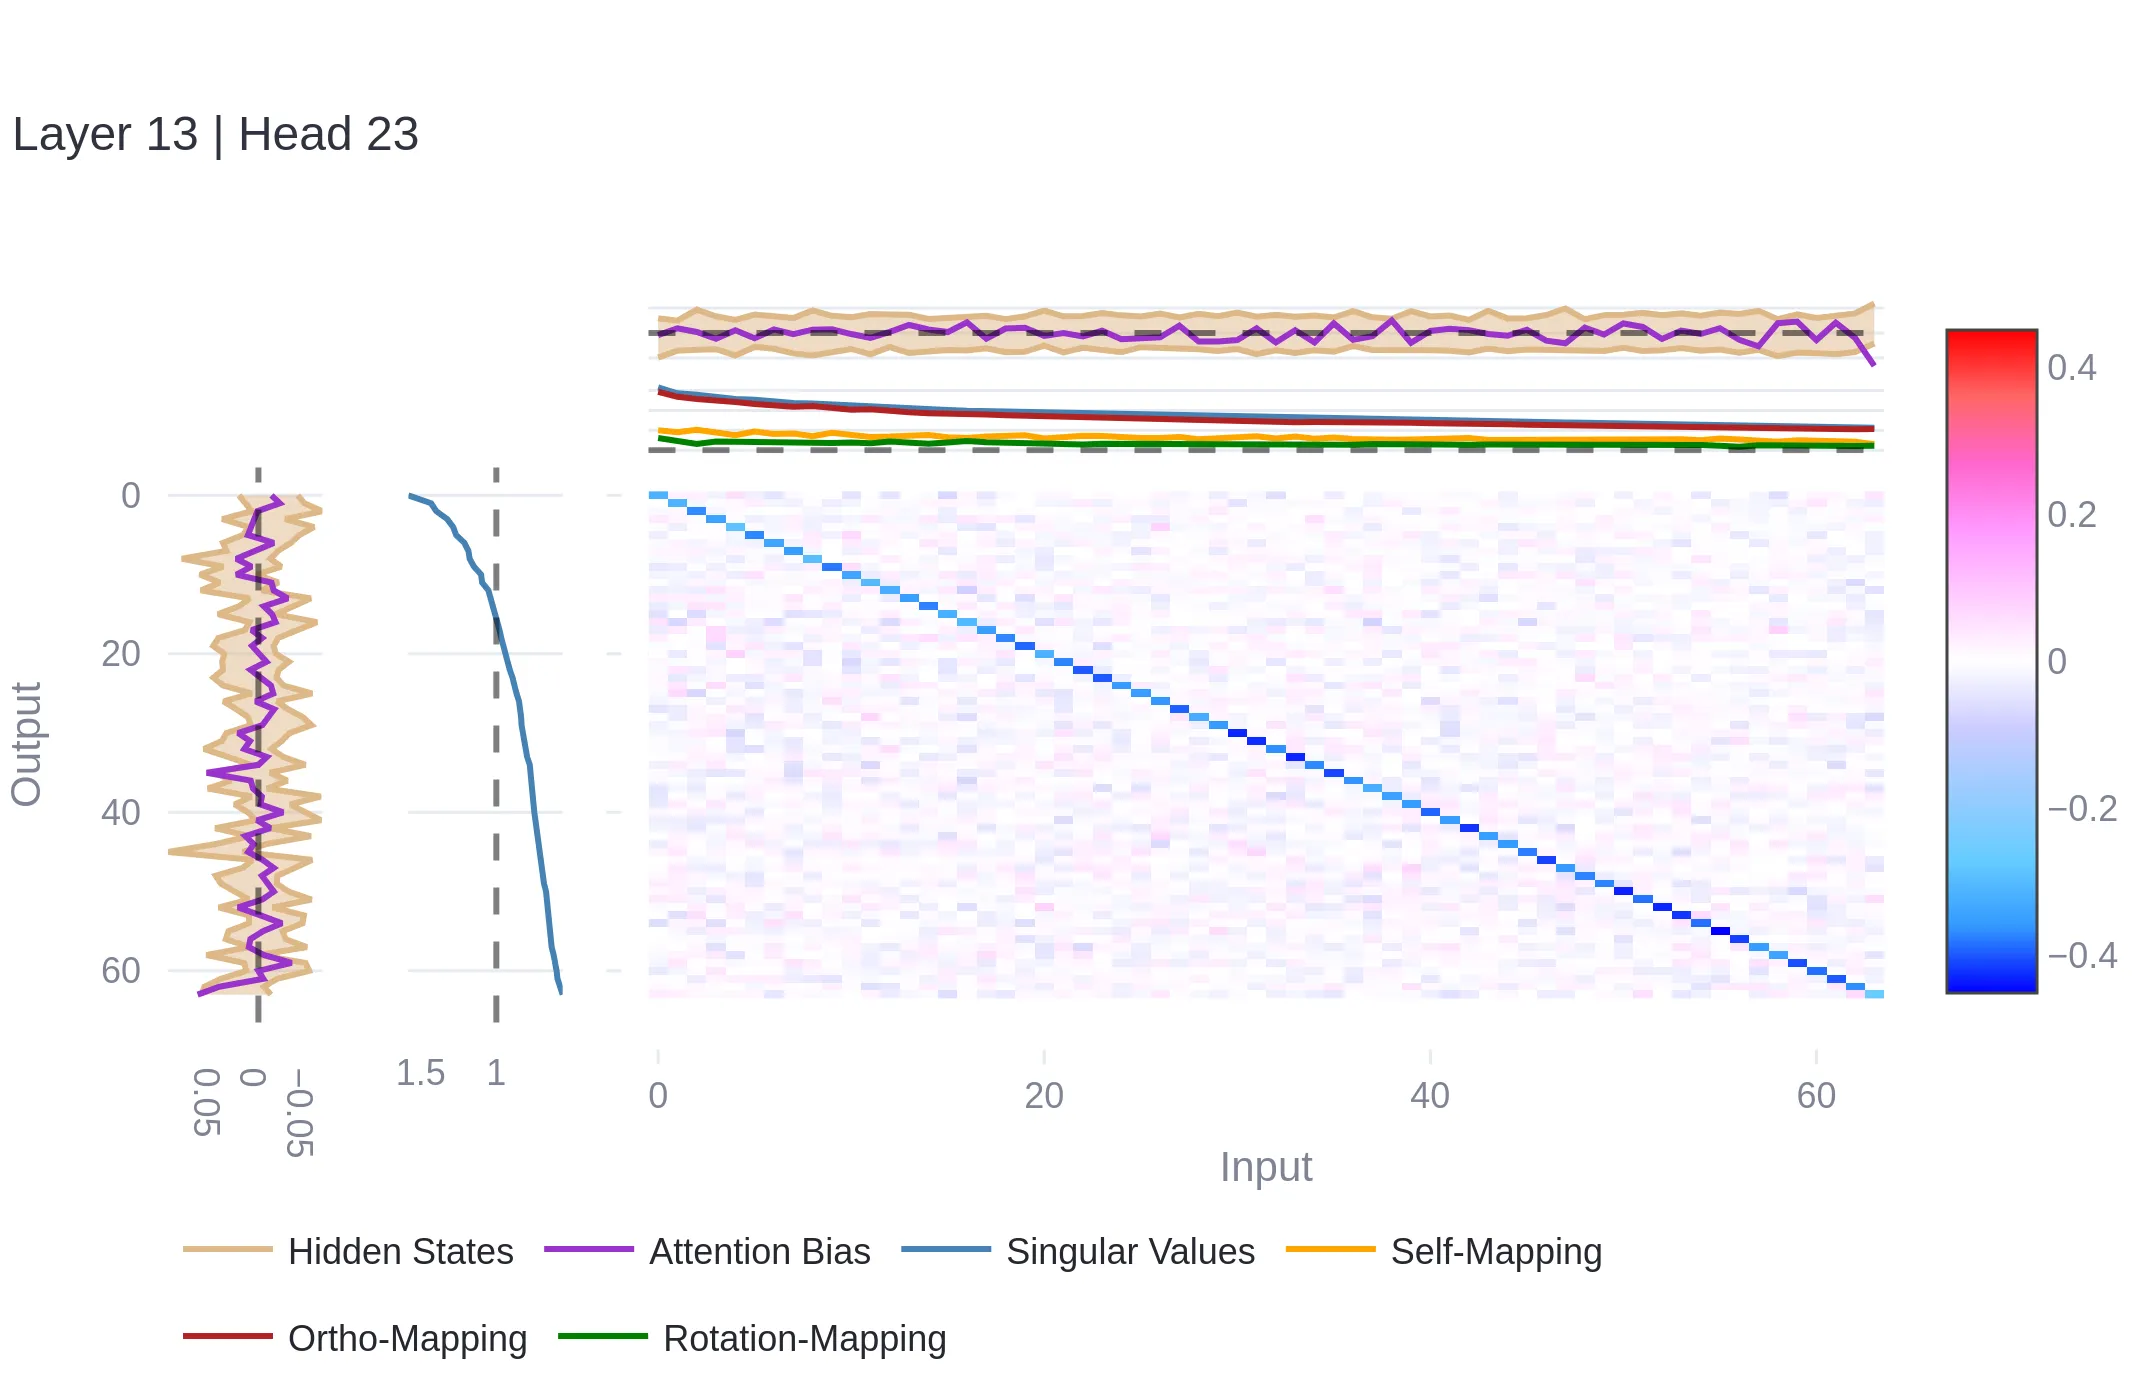 Layer 13 | Head 23
0.4
0.2
0
−0.2
−0.4
0
20
40
60
Output
0.05
0
−0.05
1.5
1
0
20
40
60
Input
Hidden States
Attention Bias
Singular Values
Self-Mapping
Ortho-Mapping
Rotation-Mapping